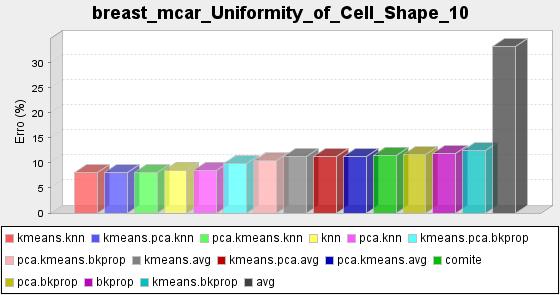 breast_mcar_Uniformity_of_Cell_Shape_10
Erro (%)
30
25
20
15
10
5
0
kmeans.knn kmeans.pca.knn pca.kmeans.knn knn pca.knn kmeans.pca.bkprop
pca.kmeans.bkprop kmeans.avg kmeans.pca.avg pca.kmeans.avg comite
pca.bkprop bkprop kmeans.bkprop avg